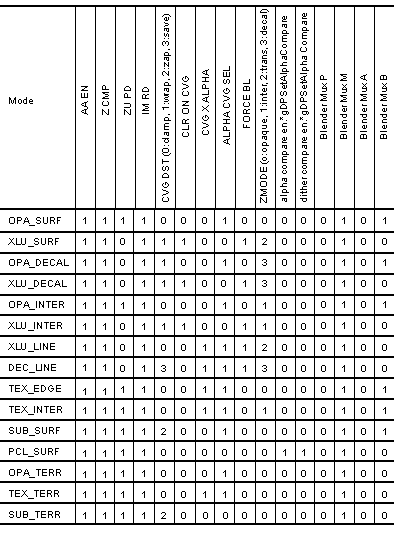 Mode
AA EN
Z CMP
ZU PD
IM RD
CVG DST (0:clamp, 1:wrap, 2:zap, 3:save)
CLR ON CVG
CVG X ALPHA
ALPHA CVG SEL
FORCE BL
ZMODE (o:opaque, 1:inter, 2:trans, 3:decal)
alpha compare en:*gDPSetAlphaCompare
dither compare en:*gDPSetAlpha Compare
Blender Mux P
Blender Mux M
Blender Mux A
Blender Mux B
OPA_SURF 1 1 1 1 0 0 0 1 0 0 0 0 0 1 0 1
XLU_SURF 1 1 0 1 1 1 0 0 1 2 0 0 0 1 0 0
OPA_DECAL 1 1 0 1 1 0 0 1 0 3 0 0 0 1 0 1
XLU_DECAL 1 1 0 1 1 1 0 0 1 3 0 0 0 1 0 0
OPA_INTER 1 1 1 1 0 0 0 1 0 1 0 0 0 1 0 1
XLU_INTER 1 1 0 1 1 1 0 0 1 1 0 0 0 1 0 0
XLU_LINE 1 1 0 1 0 0 1 1 1 2 0 0 0 1 0 0
DEC_LINE 1 1 0 1 3 0 1 1 1 3 0 0 0 1 0 0
TEX_EDGE 1 1 1 1 0 0 1 1 0 0 0 0 0 1 0 1
TEX_INTER 1 1 1 1 0 0 1 1 0 1 0 0 0 1 0 1
SUB_SURF 1 1 1 1 2 0 0 1 0 0 0 0 0 1 0 1
PCL_SURF 1 1 1 1 0 0 0 0 0 0 1 1 0 1 0 0
OPA_TERR 1 1 1 1 0 0 0 1 0 0 0 0 0 1 0 0
TEX_TERR 1 1 1 1 0 0 1 1 0 0 0 0 0 1 0 0
SUB_TERR 1 1 1 1 2 0 0 0 0 0 0 0 0 1 0 0